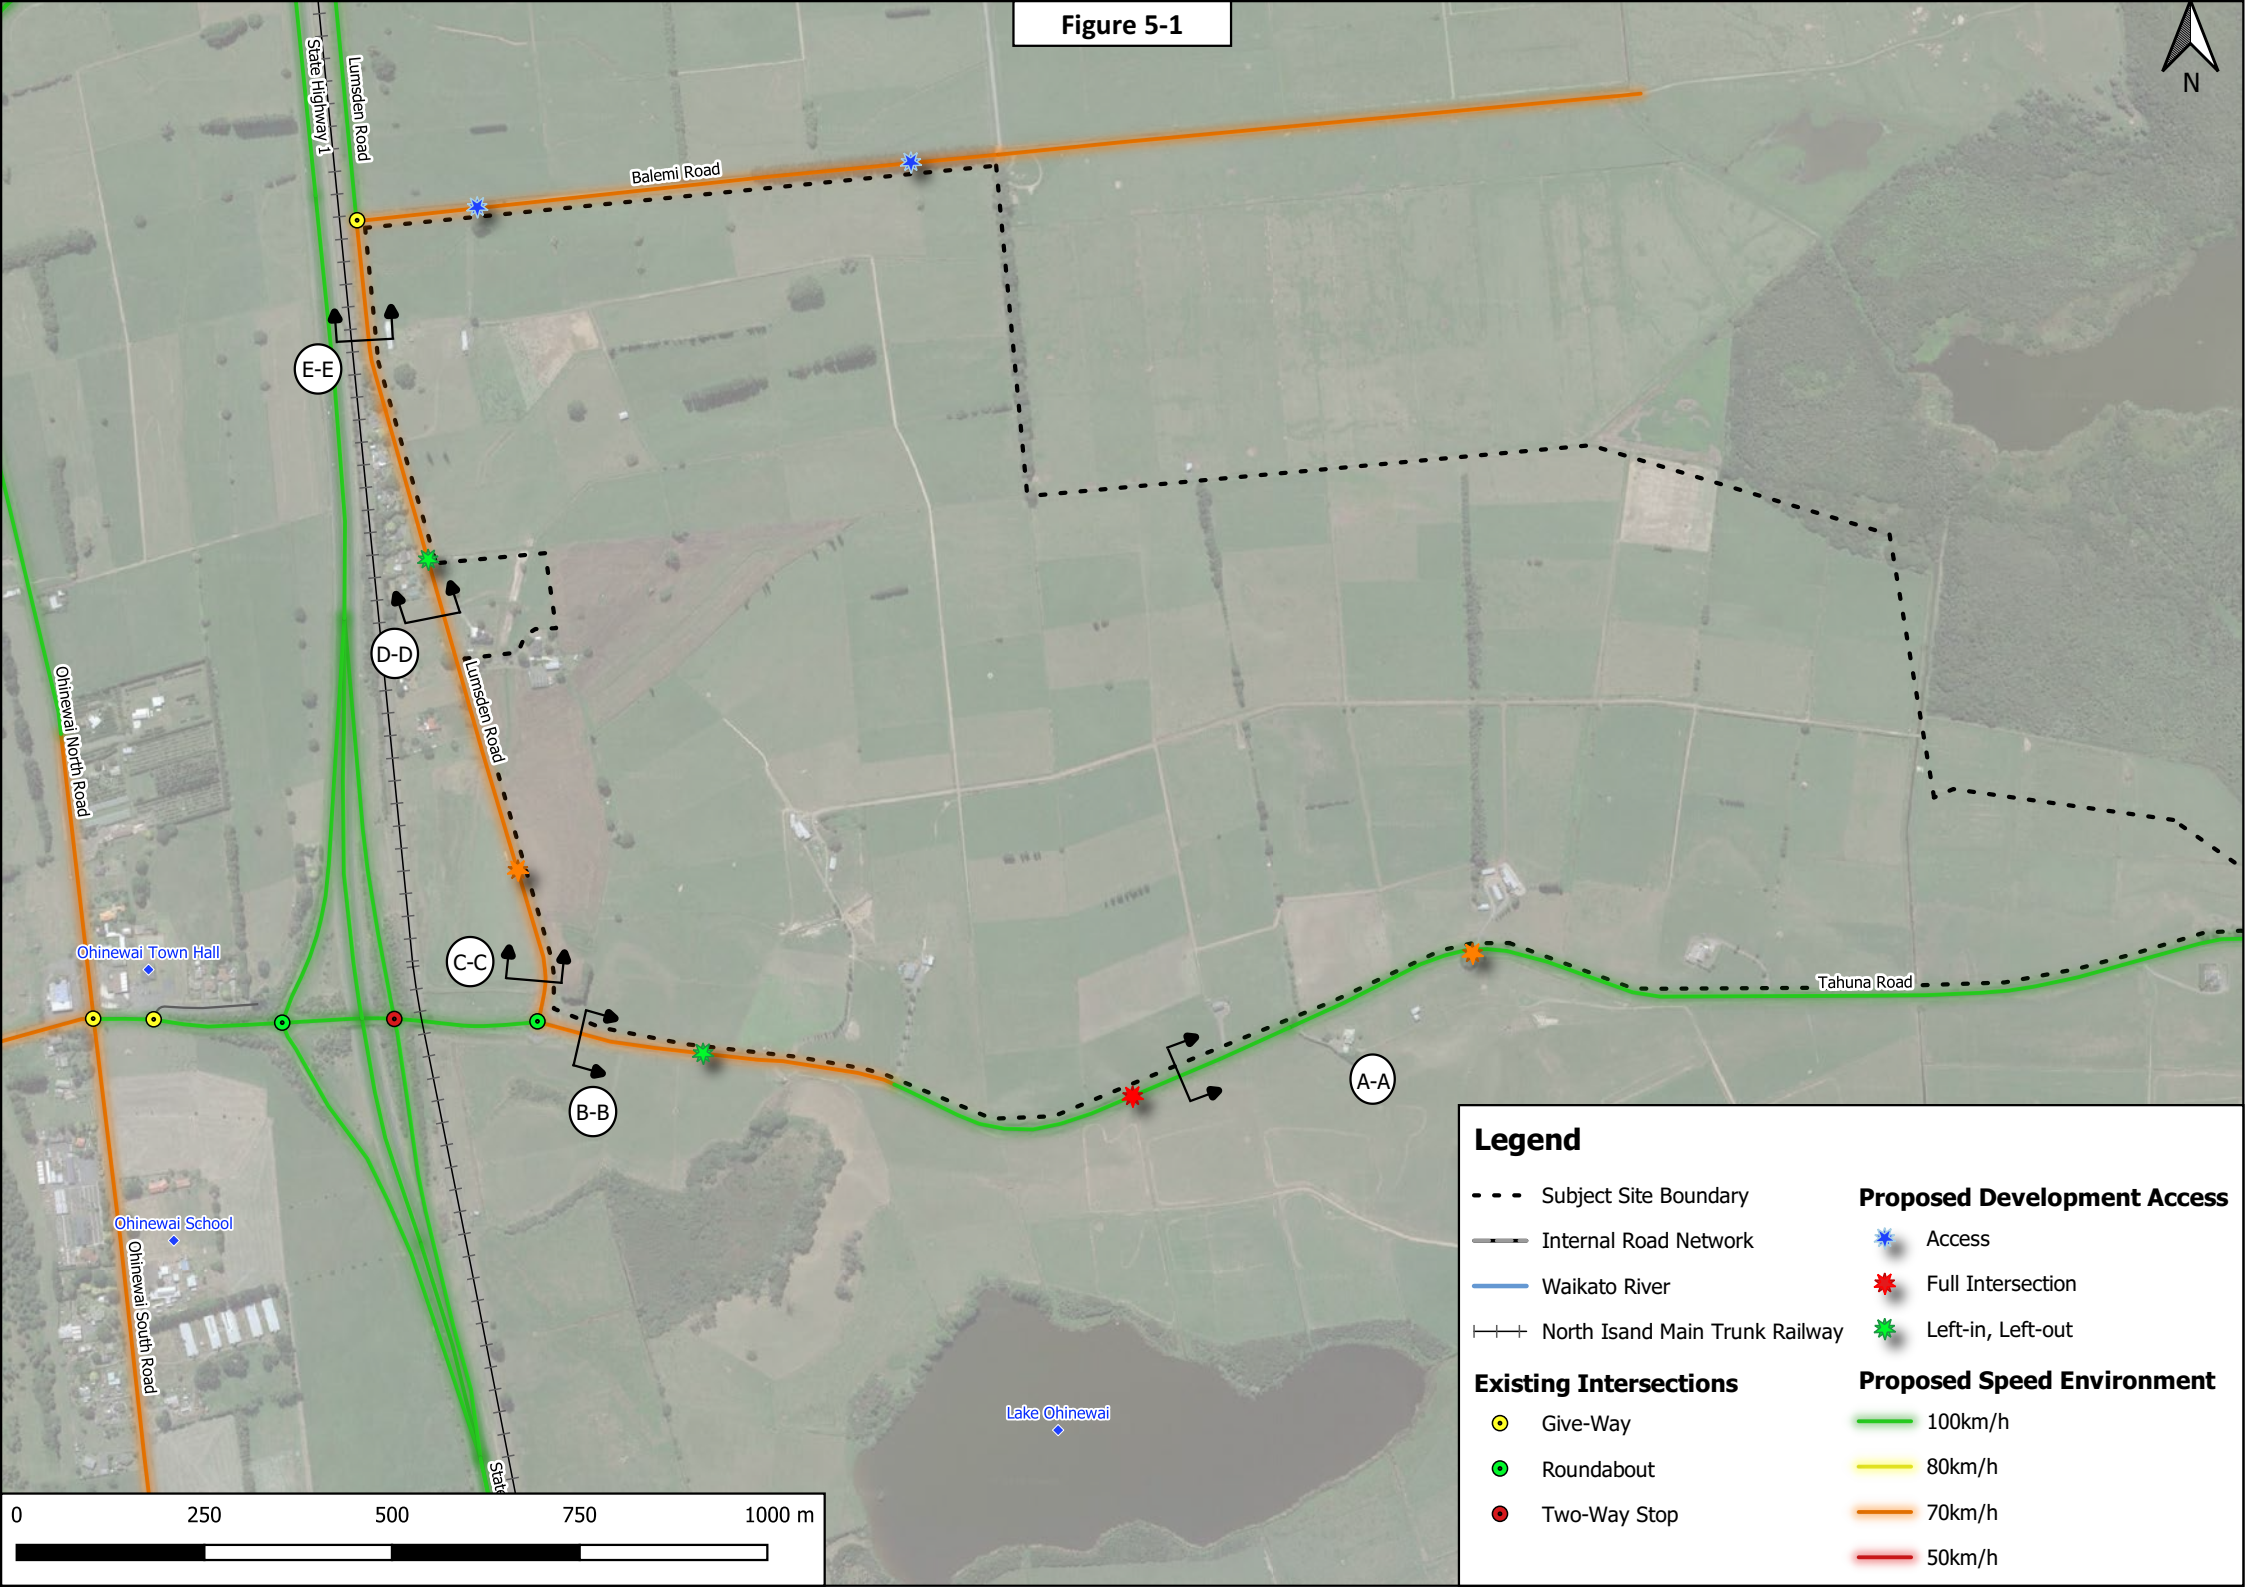 Figure 5-1
N
State Highway 1
Lumsden Road
Balemi Road
E-E
D-D
Lumsden Road
Ohinewai North Road
Ohinewai Town Hall
C-C
Tahuna Road
B-B
A-A
Ohinewai School
Ohinewai South Road
Lake Ohinewai
State
0 250 500 750 1000 m
Legend
Subject Site Boundary
Internal Road Network
Waikato River
North Isand Main Trunk Railway
Existing Intersections
Give-Way
Roundabout
Two-Way Stop
Proposed Development Access
Access
Full Intersection
Left-in, Left-out
Proposed Speed Environment
100km/h
80km/h
70km/h
50km/h